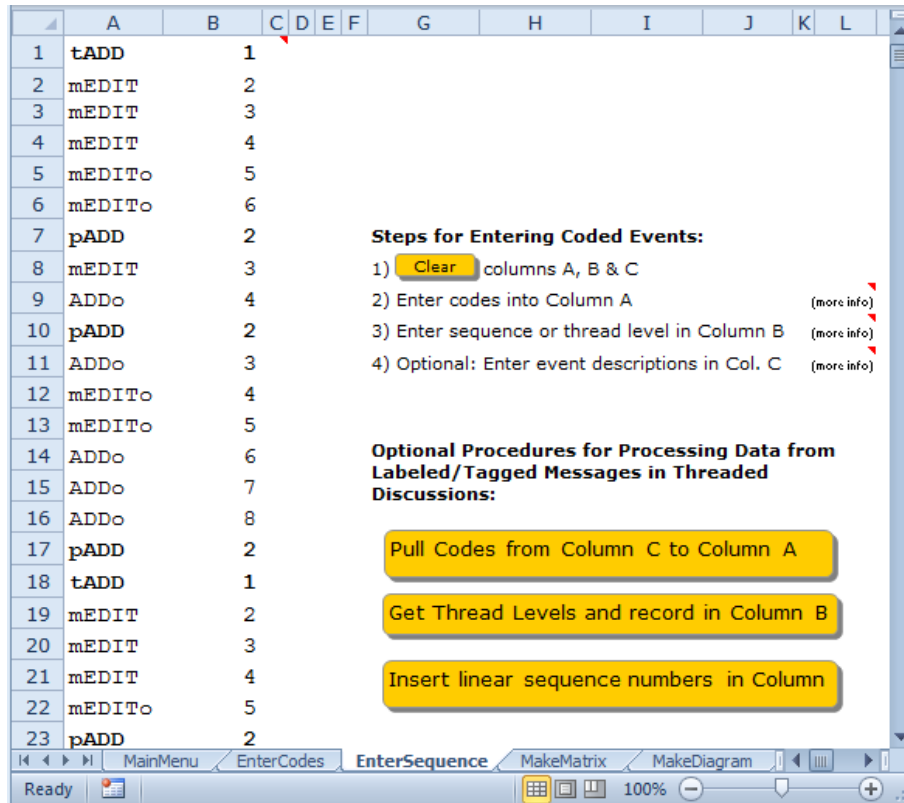 A B C D E F G H I J K L
1 tADD 1
2 mEDIT 2
3 mEDIT 3
4 mEDIT 4
5 mEDITo 5
6 mEDITo 6
7 pADD 2 Steps for Entering Coded Events:
8 mEDIT 3 1) Clear columns A, B & C
9 ADDo 4 2) Enter codes into Column A (more info)
10 pADD 2 3) Enter sequence or thread level in Column B (more info)
11 ADDo 3 4) Optional: Enter event descriptions in Col. C (more info)
12 mEDITo 4
13 mEDITo 5
14 ADDo 6 Optional Procedures for Processing Data from
15 ADDo 7 Labeled/Tagged Messages in Threaded
Discussions:
16 ADDo 8
17 pADD 2 Pull Codes from Column C to Column A
18 tADD 1
19 mEDIT 2 Get Thread Levels and record in Column B
20 mEDIT 3
21 mEDIT 4 Insert linear sequence numbers in Column
22 mEDITo 5
23 pADD 2
MainMenu EnterCodes EnterSequence MakeMatrix MakeDiagram
Ready 100%